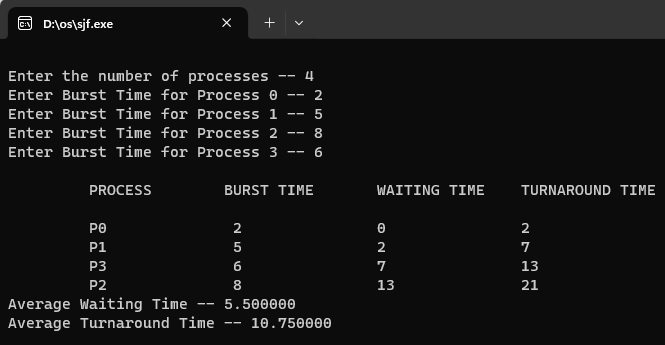 D:\os\sjf.exe
Enter the number of processes -- 4
Enter Burst Time for Process 0 -- 2
Enter Burst Time for Process 1 -- 5
Enter Burst Time for Process 2 -- 8
Enter Burst Time for Process 3 -- 6
PROCESS BURST TIME WAITING TIME TURNAROUND TIME
P0 2 0 2
P1 5 2 7
P3 6 7 13
P2 8 13 21
Average Waiting Time -- 5.500000
Average Turnaround Time -- 10.750000